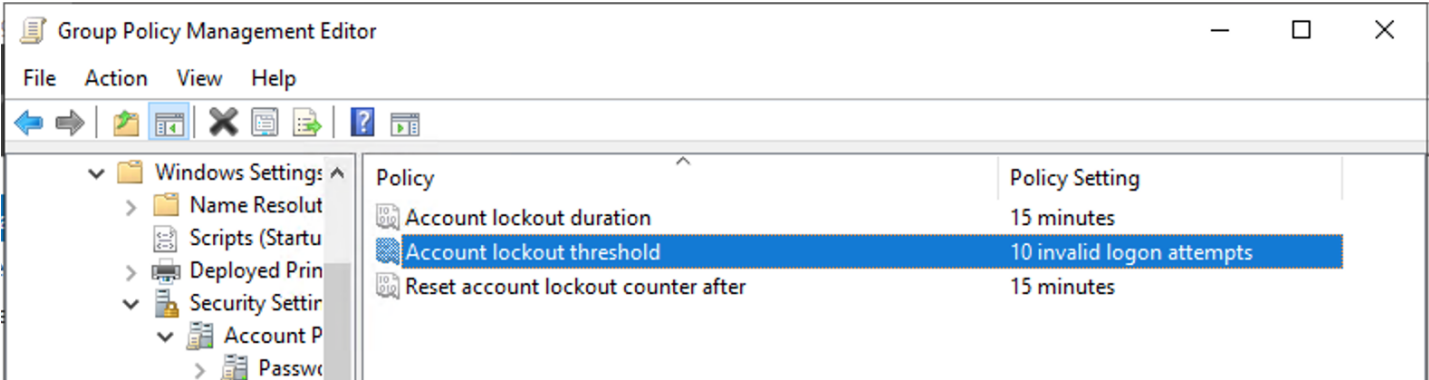 Group Policy Management Editor
File Action View Help
Policy Policy Setting
Windows Settings
Name Resolut
Scripts (Startu
Deployed Prin
Security Settin
Account P
Passwo
Account lockout duration 15 minutes
Account lockout threshold 10 invalid logon attempts
Reset account lockout counter after 15 minutes